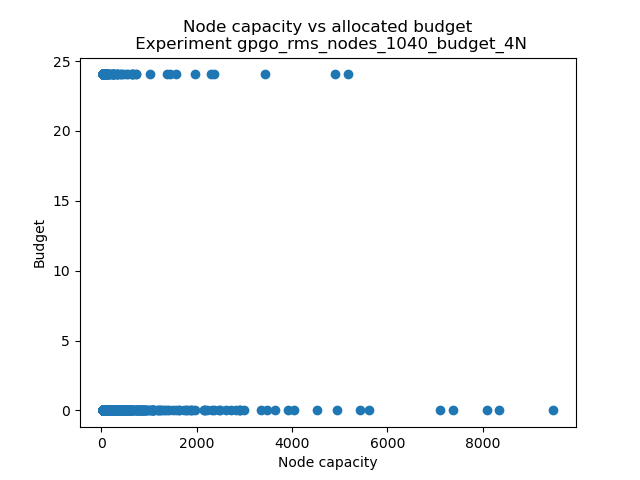 Node capacity vs allocated budget
Experiment gpgo_rms_nodes_1040_budget_4N
25
20
15
10
5
0
Budget
0 2000 4000 6000 8000
Node capacity